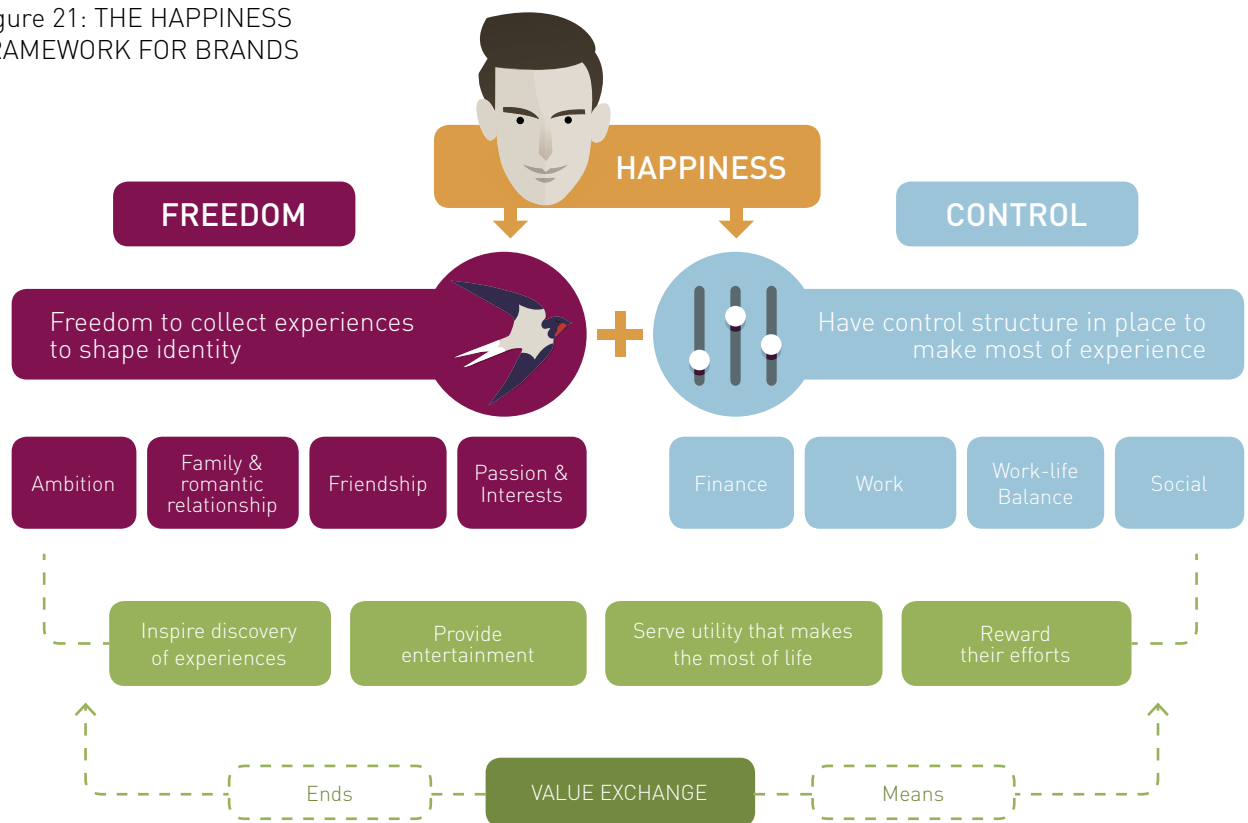 gure 21: THE HAPPINESS
RAMEWORK FOR BRANDS
HAPPINESS
FREEDOM
CONTROL
Freedom to collect experiences
to shape identity
Have control structure in place to
make most of experience
Ambition
Family &
romantic
relationship
Friendship
Passion &
Interests
Finance
Work
Work-life
Balance
Social
Inspire discovery
of experiences
Provide
entertainment
Serve utility that makes
the most of life
Reward
their efforts
Ends
VALUE EXCHANGE
Means